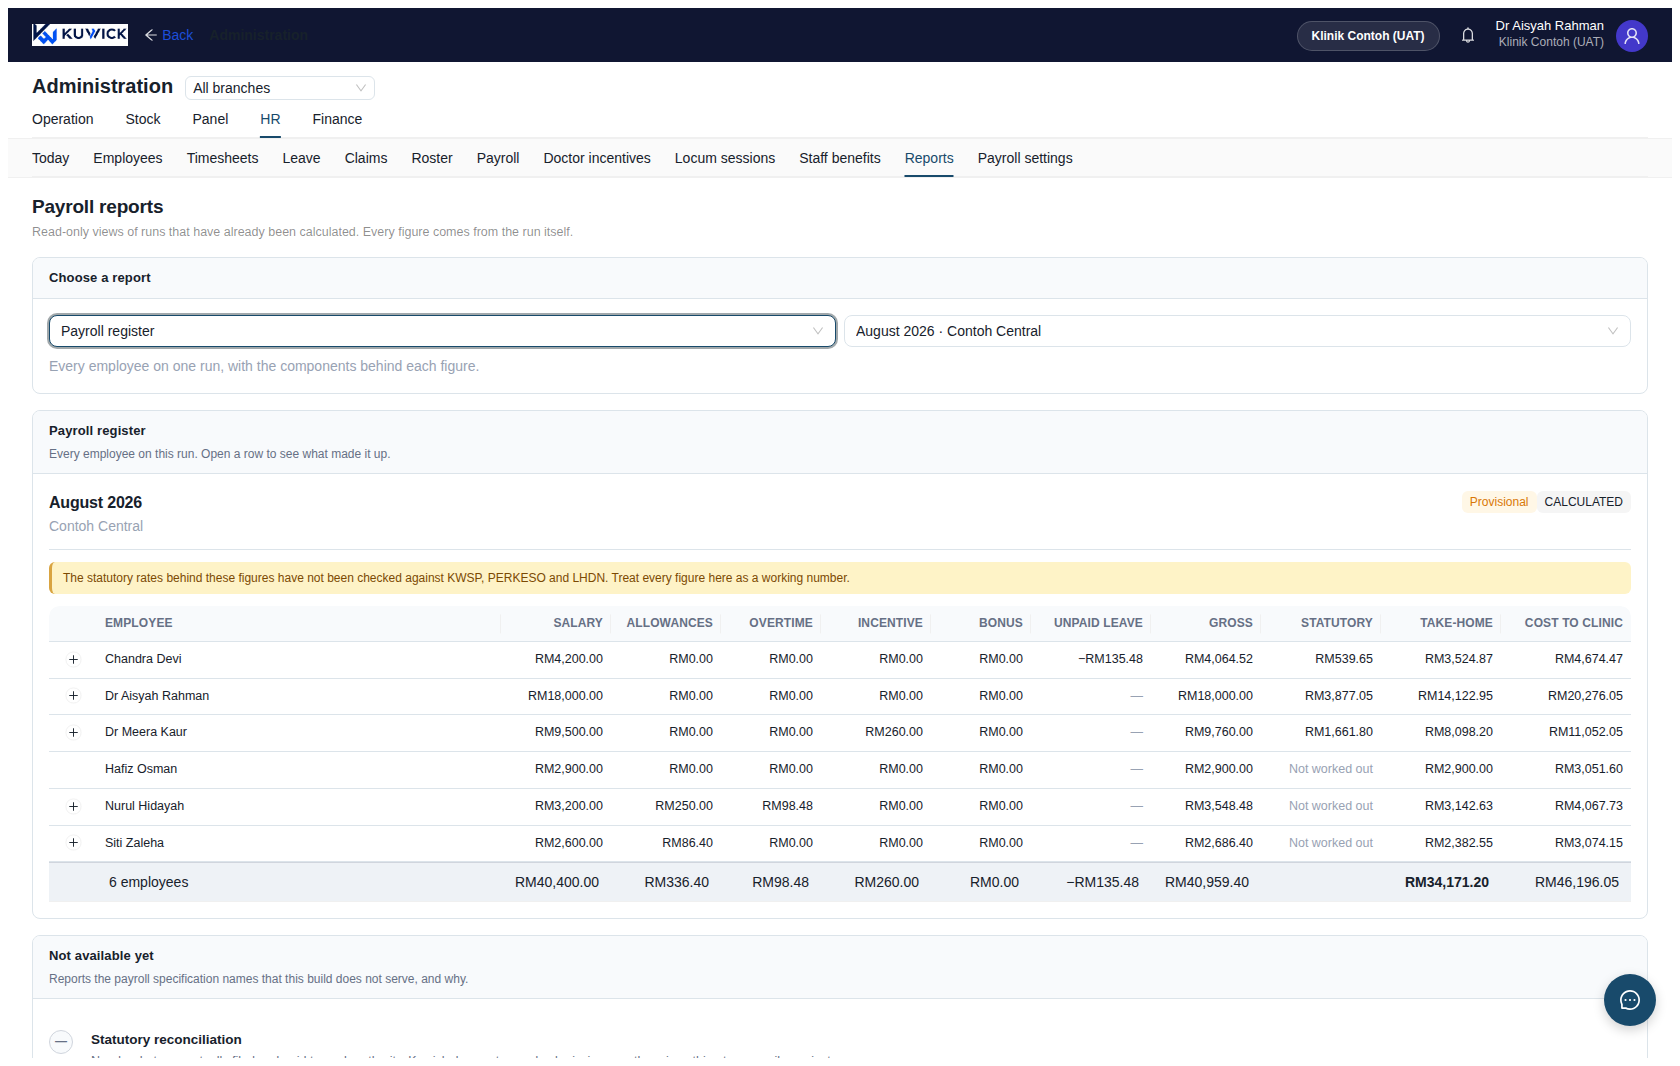 KUWICK
Back
Administration
Klinik Contoh (UAT)
Dr Aisyah Rahman
Klinik Contoh (UAT)
Administration
All branches
Operation Stock Panel HR Finance
Today Employees Timesheets Leave Claims Roster Payroll Doctor incentives Locum sessions Staff benefits Reports Payroll settings
Payroll reports
Read-only views of runs that have already been calculated. Every figure comes from the run itself.
Choose a report
Payroll register
August 2026 · Contoh Central
Every employee on one run, with the components behind each figure.
Payroll register
Every employee on this run. Open a row to see what made it up.
August 2026
Provisional CALCULATED
Contoh Central
The statutory rates behind these figures have not been checked against KWSP, PERKESO and LHDN. Treat every figure here as a working number.
EMPLOYEE SALARY ALLOWANCES OVERTIME INCENTIVE BONUS UNPAID LEAVE GROSS STATUTORY TAKE-HOME COST TO CLINIC
Chandra Devi RM4,200.00 RM0.00 RM0.00 RM0.00 RM0.00 −RM135.48 RM4,064.52 RM539.65 RM3,524.87 RM4,674.47
Dr Aisyah Rahman RM18,000.00 RM0.00 RM0.00 RM0.00 RM0.00 — RM18,000.00 RM3,877.05 RM14,122.95 RM20,276.05
Dr Meera Kaur RM9,500.00 RM0.00 RM0.00 RM260.00 RM0.00 — RM9,760.00 RM1,661.80 RM8,098.20 RM11,052.05
Hafiz Osman RM2,900.00 RM0.00 RM0.00 RM0.00 RM0.00 — RM2,900.00 Not worked out RM2,900.00 RM3,051.60
Nurul Hidayah RM3,200.00 RM250.00 RM98.48 RM0.00 RM0.00 — RM3,548.48 Not worked out RM3,142.63 RM4,067.73
Siti Zaleha RM2,600.00 RM86.40 RM0.00 RM0.00 RM0.00 — RM2,686.40 Not worked out RM2,382.55 RM3,074.15
6 employees RM40,400.00 RM336.40 RM98.48 RM260.00 RM0.00 −RM135.48 RM40,959.40 RM34,171.20 RM46,196.05
Not available yet
Reports the payroll specification names that this build does not serve, and why.
Statutory reconciliation